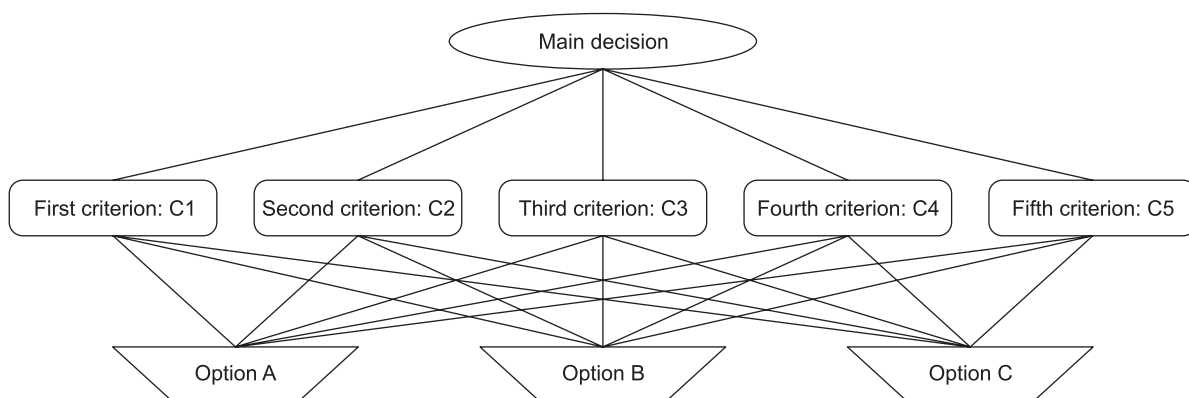 Main decision
First criterion: C1
Second criterion: C2
Third criterion: C3
Fourth criterion: C4
Fifth criterion: C5
Option A
Option B
Option C